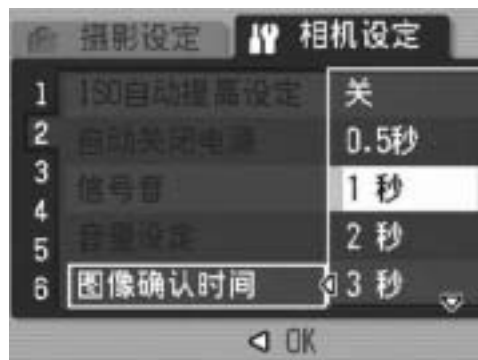 摄影设定 相机设定
1 ISO自动提高设定 关
2 自动关闭电源 0.5秒
3 信号音 1 秒
4 音量设定 2 秒
5
6 图像确认时间 3 秒
OK